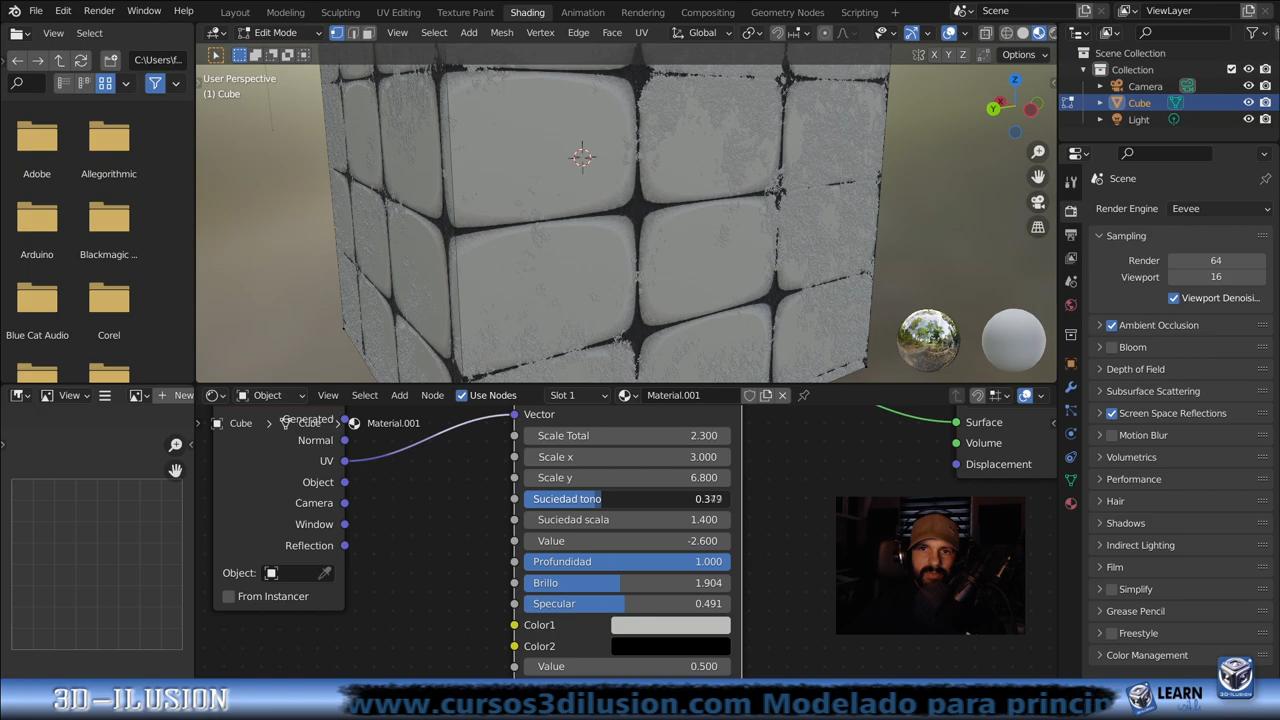 File Edit Render Window Help
Layout Modeling Sculpting UV Editing Texture Paint Shading Animation Rendering Compositing Geometry Nodes Scripting
Scene
ViewLayer
View Select
Edit Mode View Select Add Mesh Vertex Edge Face UV Global
C:\Users\...
X Y Z Options
User Perspective
(1) Cube
Z
X
Y
Adobe
Allegorithmic
Arduino
Blackmagic ...
Blue Cat Audio
Corel
Scene Collection
Collection
Camera
Cube
Light
Scene
Render Engine Eevee
Sampling
Render 64
Viewport 16
Viewport Denoisi...
Ambient Occlusion
Bloom
Depth of Field
Subsurface Scattering
Screen Space Reflections
Motion Blur
Volumetrics
Performance
Hair
Shadows
Indirect Lighting
Film
Simplify
Grease Pencil
Freestyle
Color Management
View
New
Object View Select Add Node Use Nodes Slot 1 Material.001
Cube Cube Material.001
Generated
Normal
UV
Object
Camera
Window
Reflection
Object:
From Instancer
Vector
Scale Total 2.300
Scale x 3.000
Scale y 6.800
Suciedad tono 0.379
Suciedad scala 1.400
Value -2.600
Profundidad 1.000
Brillo 1.904
Specular 0.491
Color1
Color2
Value 0.500
Surface
Volume
Displacement
3D-ILUSION
www.cursos3dilusion.com Modelado para princip
LEARN
3D-ILUSION